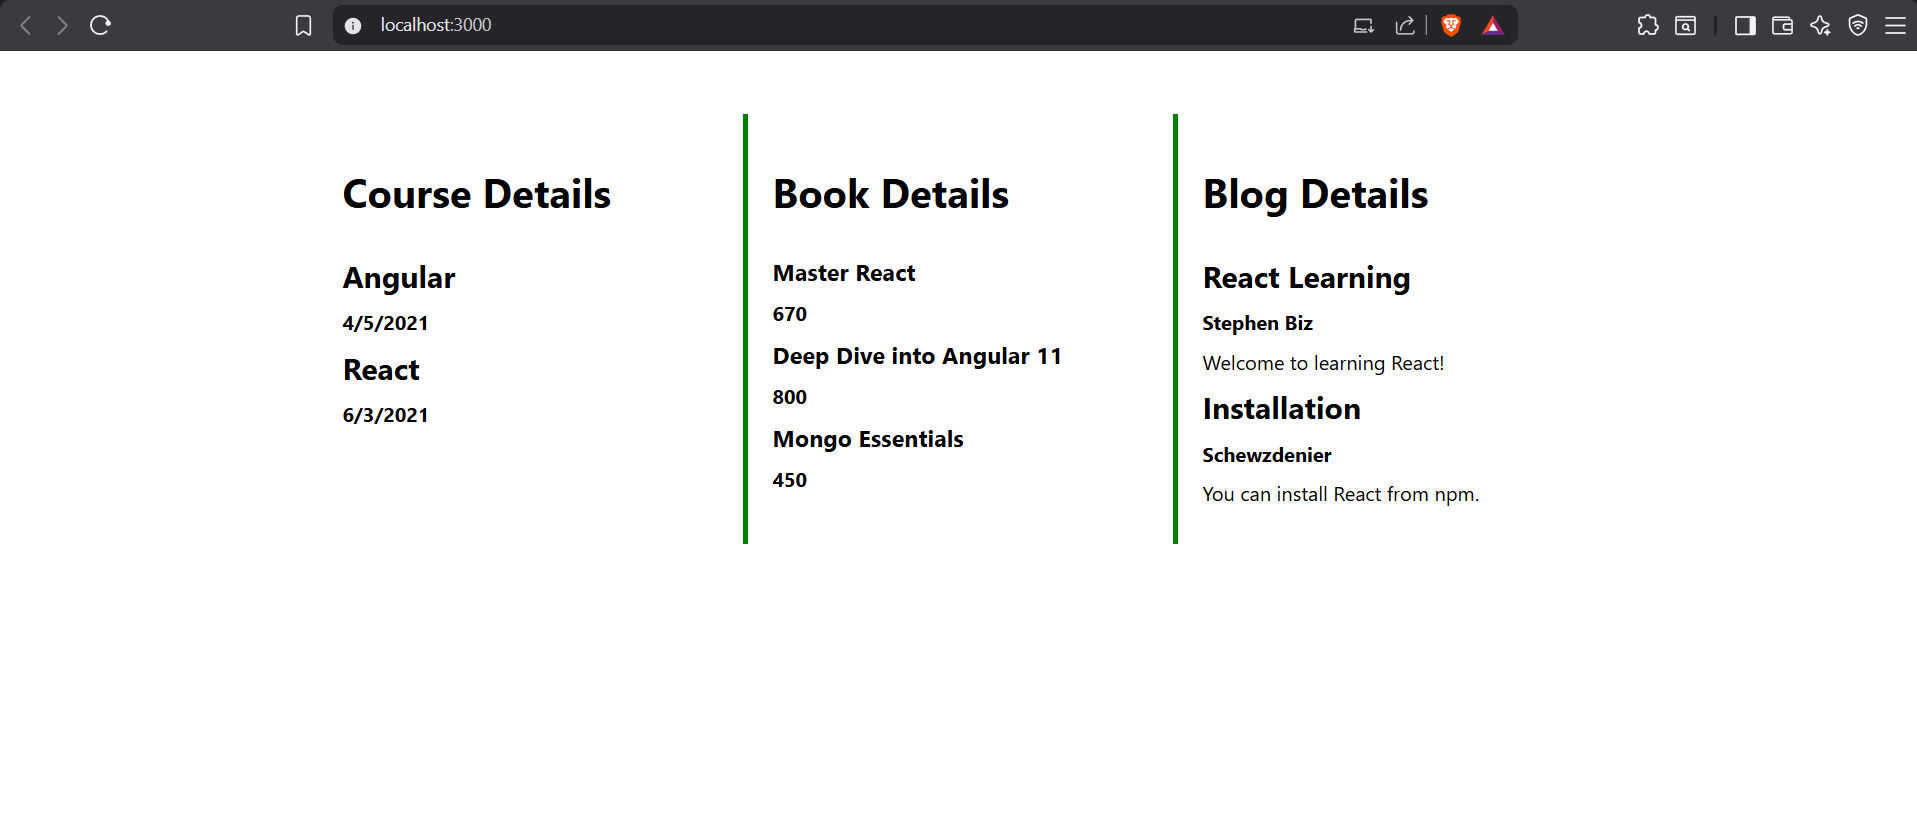 localhost:3000
Course Details
Angular
4/5/2021
React
6/3/2021
Book Details
Master React
670
Deep Dive into Angular 11
800
Mongo Essentials
450
Blog Details
React Learning
Stephen Biz
Welcome to learning React!
Installation
Schewzdenier
You can install React from npm.